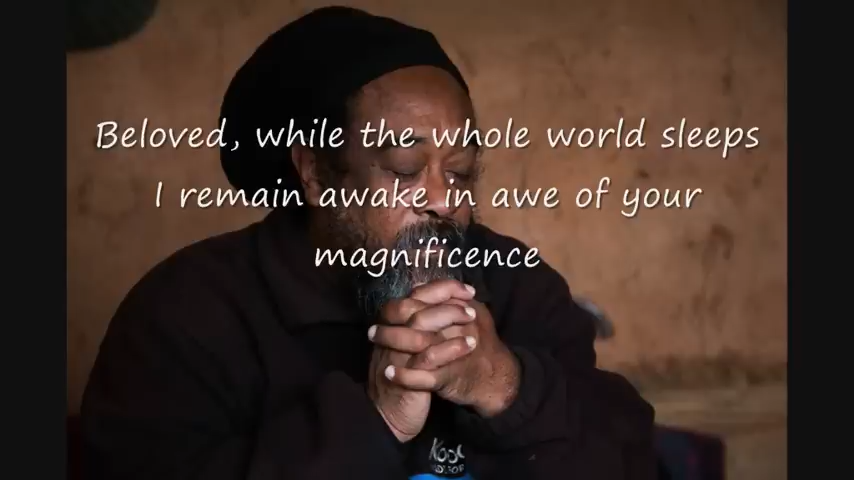 Beloved, while the whole world sleeps
I remain awake in awe of your
magnificence